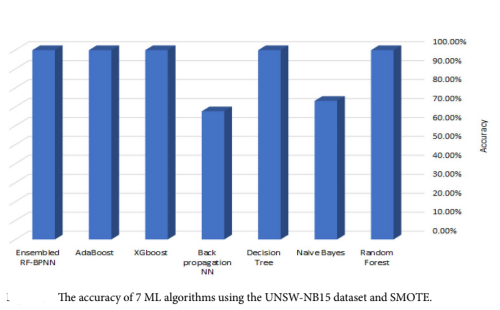 100.00%
90.00%
80.00%
70.00%
60.00%
50.00%
40.00%
30.00%
20.00%
10.00%
0.00%
Accuracy
Ensembled
RF-BPNN
AdaBoost
XGboost
Back
propagation
NN
Decision
Tree
Naive Bayes
Random
Forest
The accuracy of 7 ML algorithms using the UNSW-NB15 dataset and SMOTE.